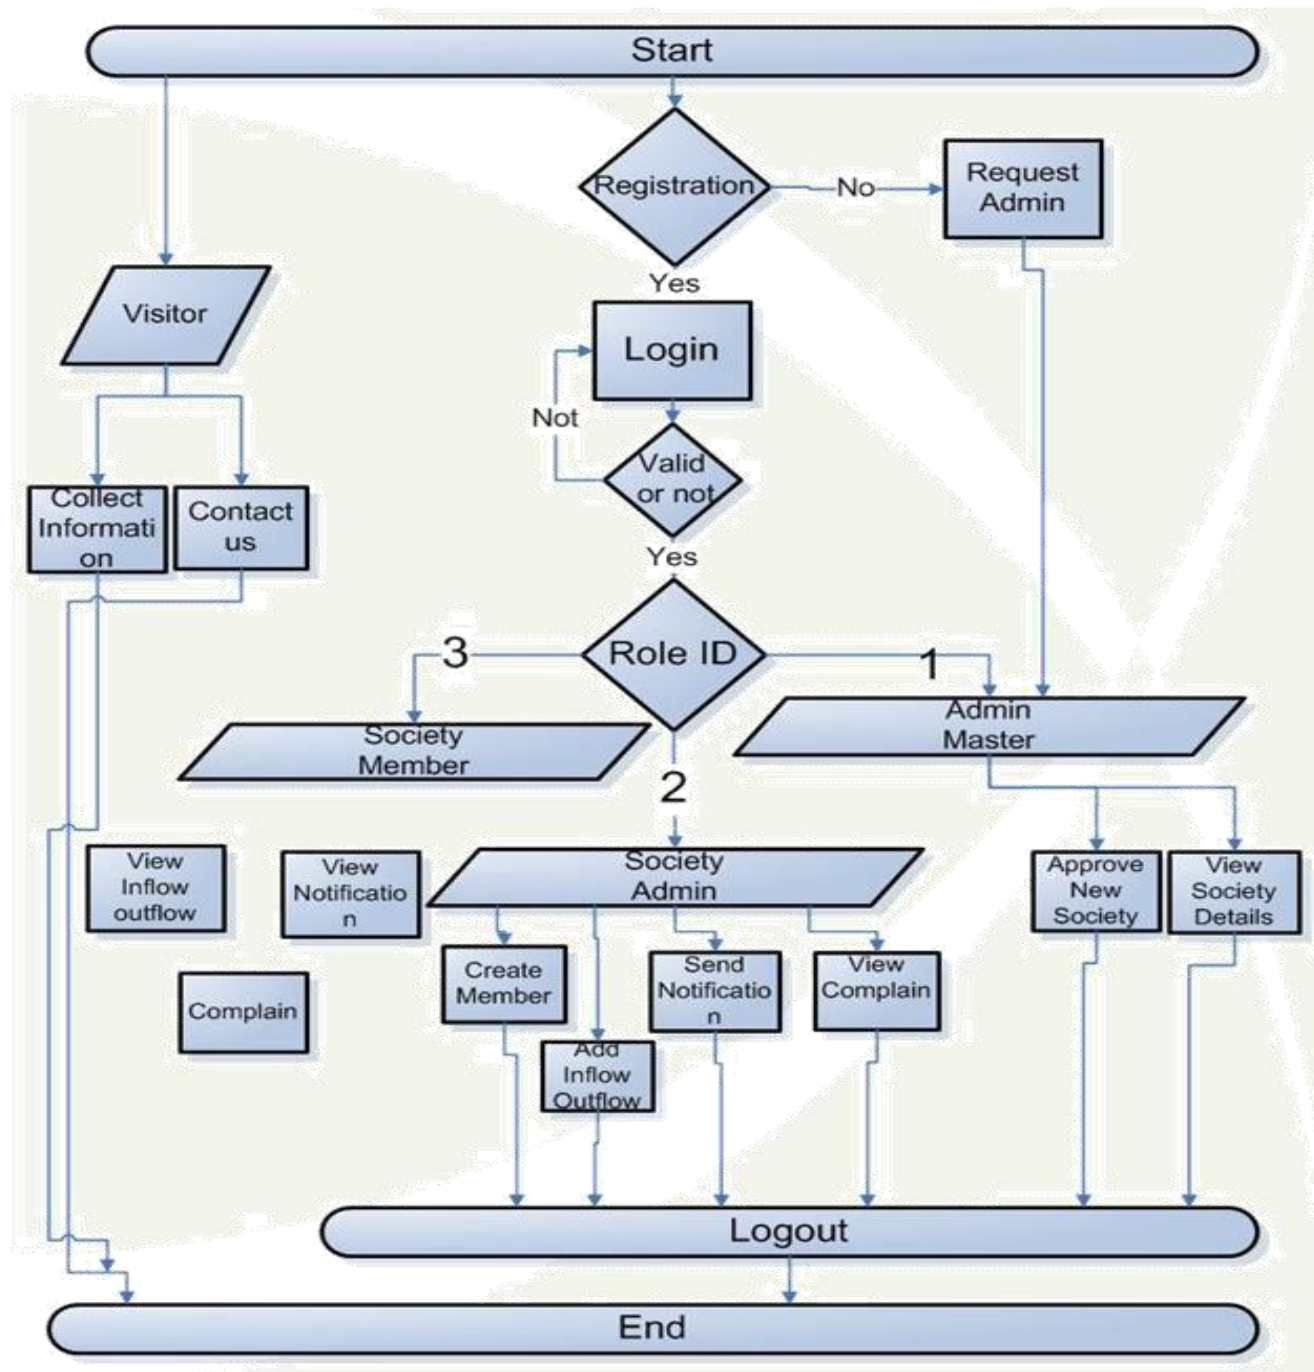 Start
Registration
No
Request
Admin
Yes
Visitor
Login
Not
Valid
or not
Collect
Informati
on
Contact
us
Yes
Role ID
3
1
Society
Member
Admin
Master
2
View
Inflow
outflow
View
Notificatio
n
Society
Admin
Approve
New
Society
View
Society
Details
Create
Member
Send
Notificatio
n
View
Complain
Complain
Add
Inflow
Outflow
Logout
End